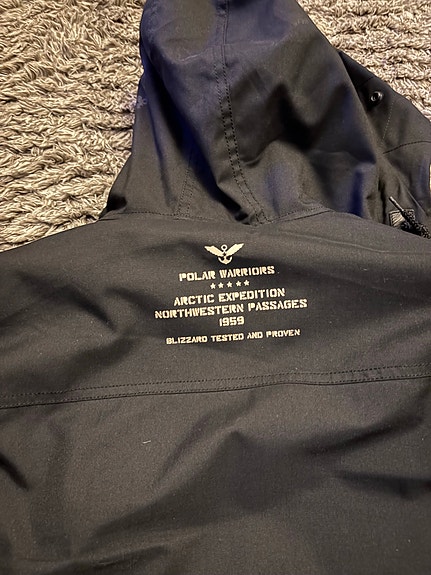 POLAR WARRIORS
★★★★★
ARCTIC EXPEDITION
NORTHWESTERN PASSAGES
1959
BLIZZARD TESTED AND PROVEN